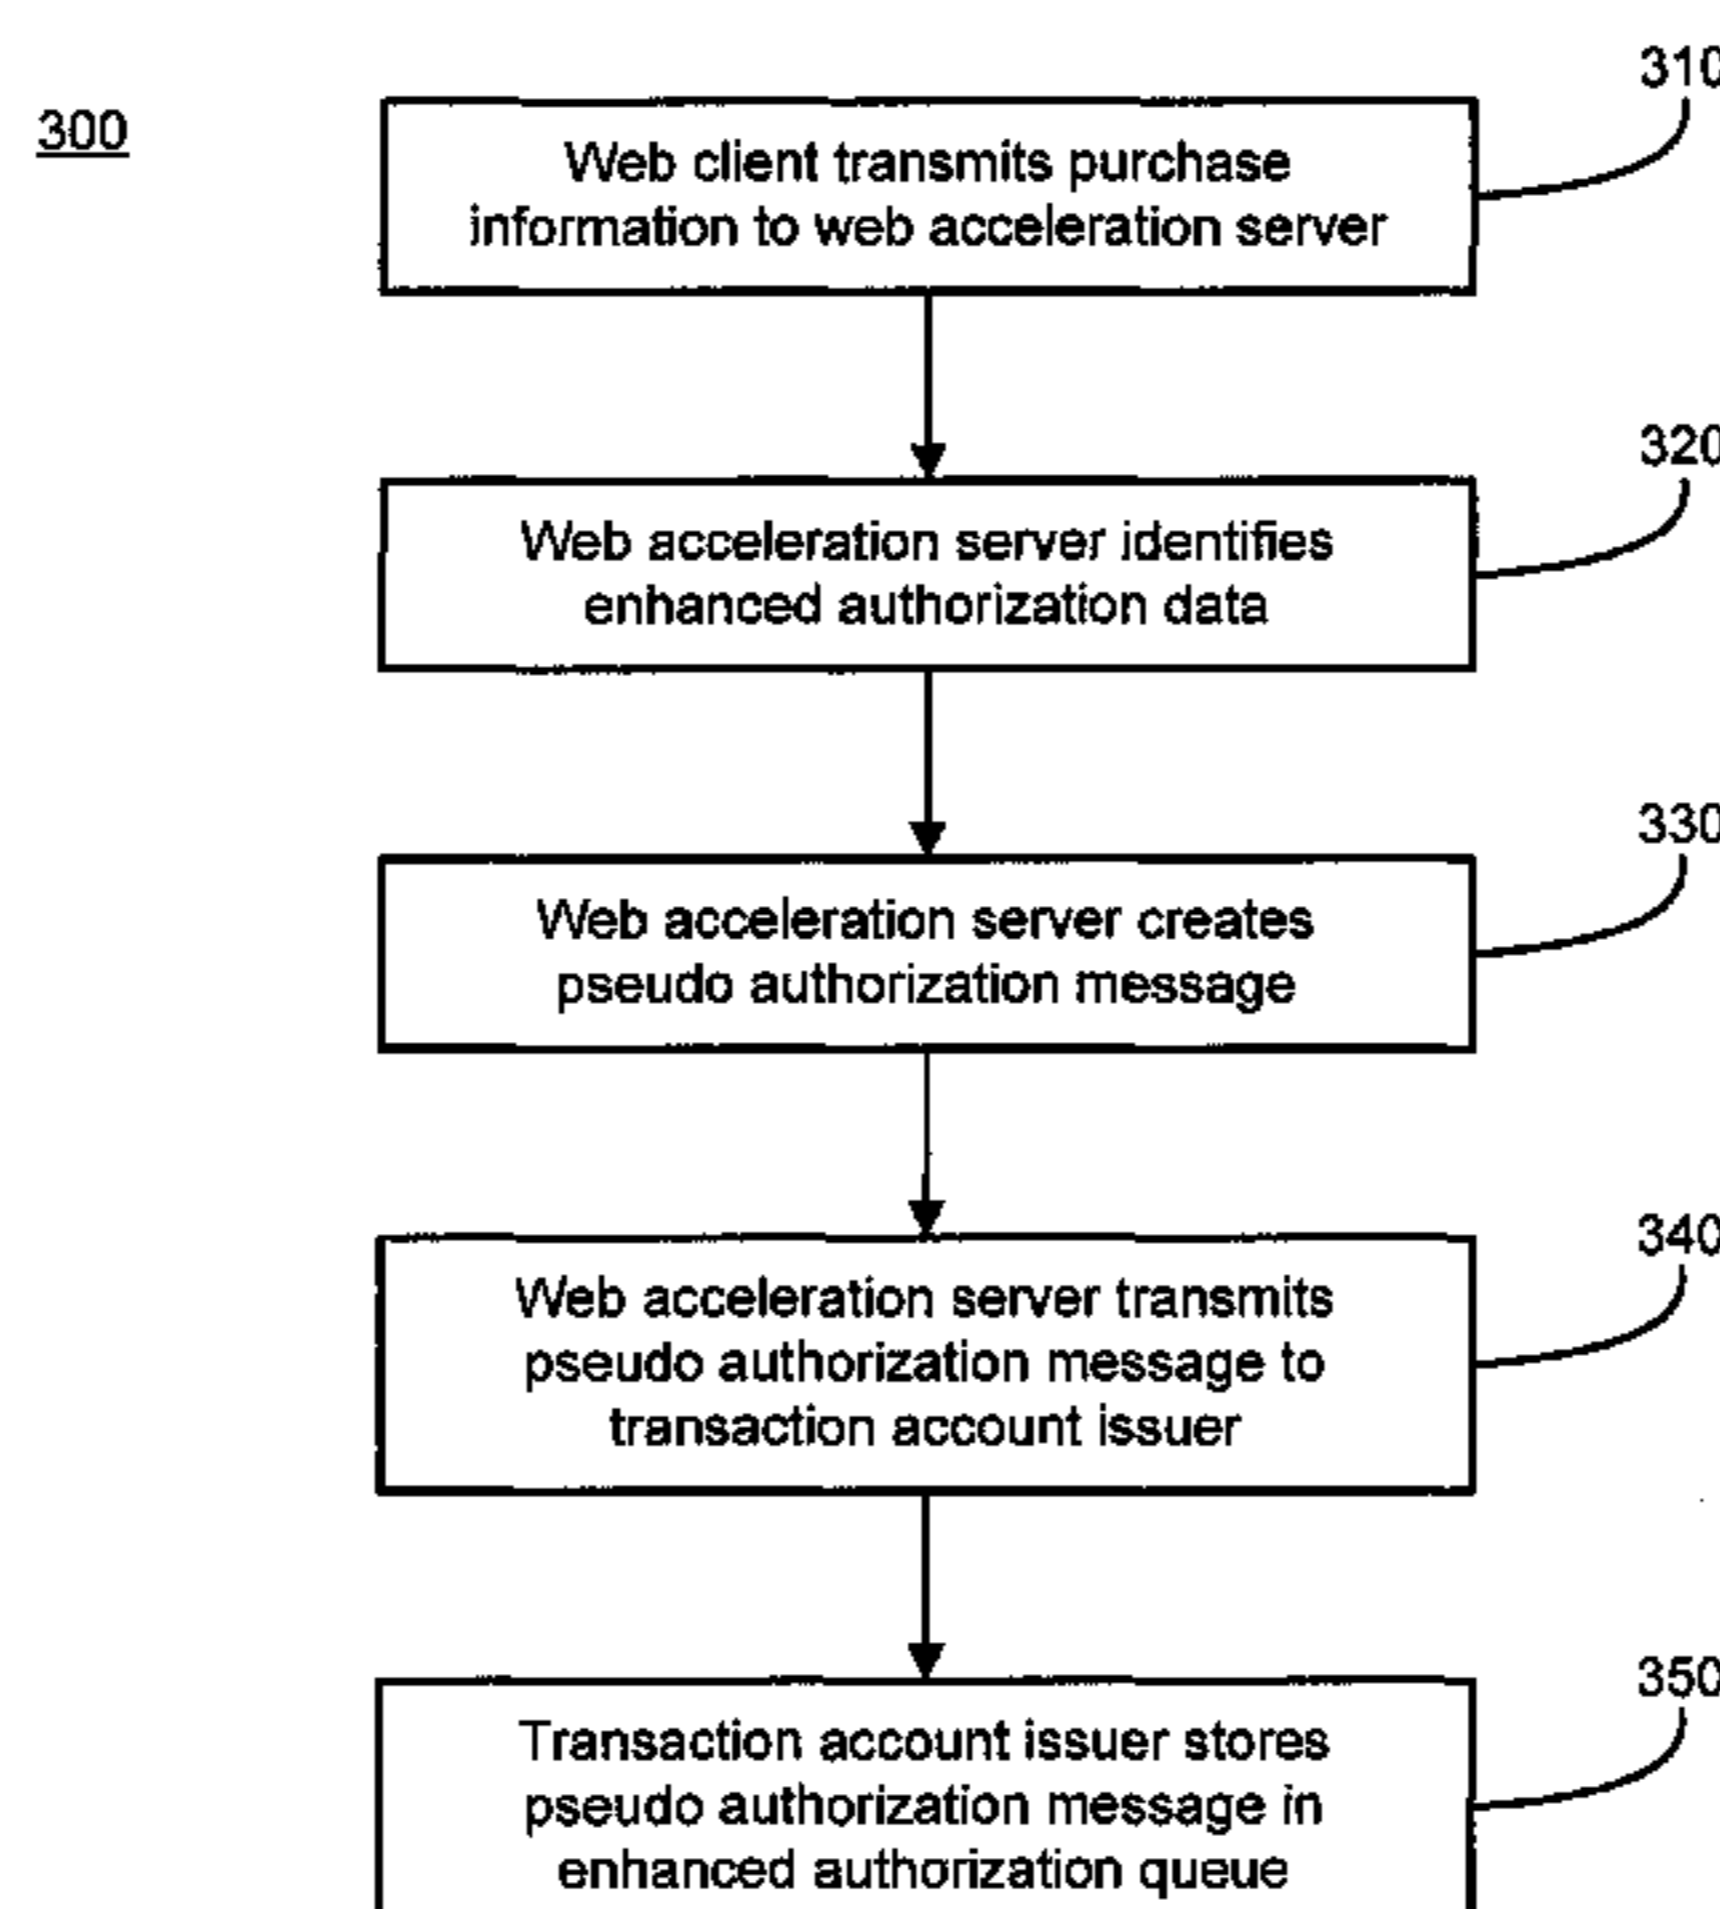 300
310
Web client transmits purchase
information to web acceleration server
320
Web acceleration server identifies
enhanced authorization data
330
Web acceleration server creates
pseudo authorization message
340
Web acceleration server transmits
pseudo authorization message to
transaction account issuer
350
Transaction account issuer stores
pseudo authorization message in
enhanced authorization queue